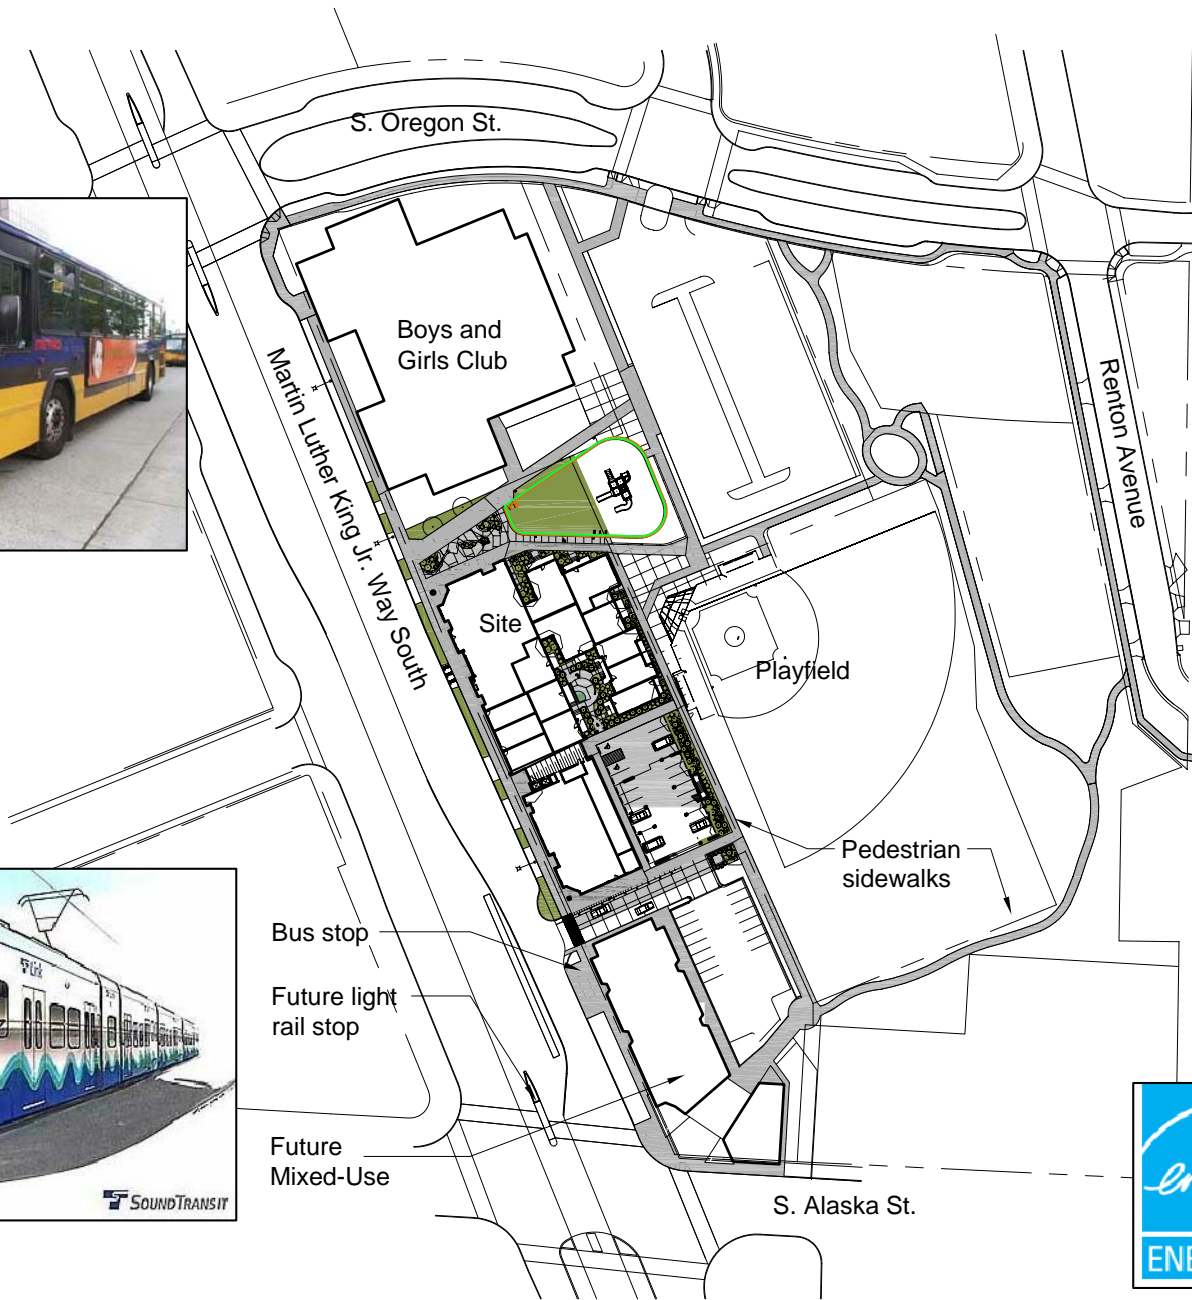 S. Oregon St.
Boys and
Girls Club
Martin Luther King Jr. Way South
Renton Avenue
Site
Playfield
Pedestrian
sidewalks
Bus stop
Future light
rail stop
Link
Future
Mixed-Use
SOUNDTRANSIT
S. Alaska St.